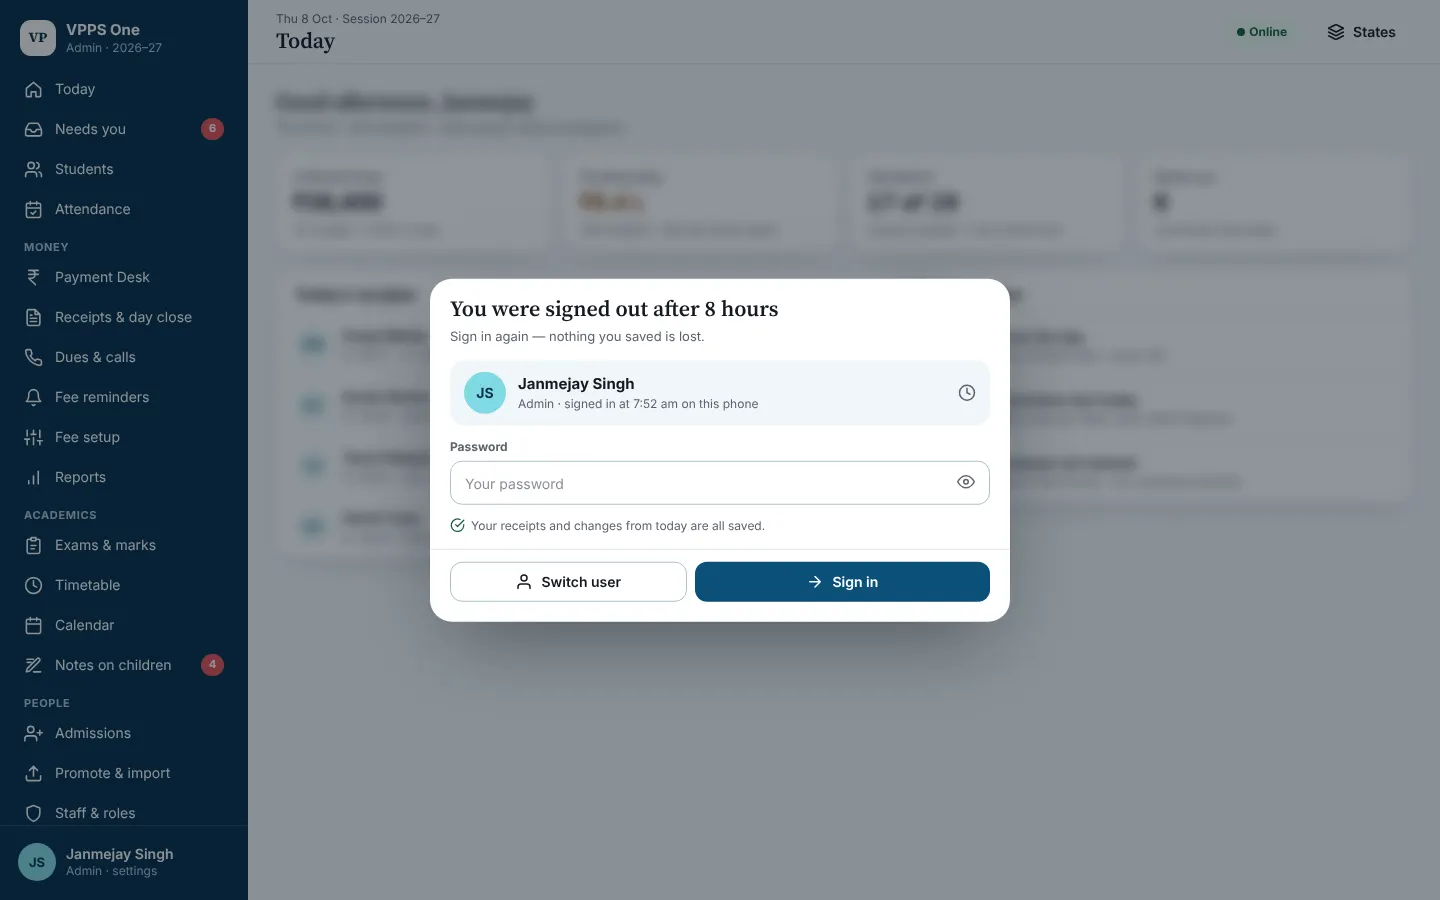 VP
VPPS One
Admin · 2026–27
Today
Needs you 6
Students
Attendance
MONEY
Payment Desk
Receipts & day close
Dues & calls
Fee reminders
Fee setup
Reports
ACADEMICS
Exams & marks
Timetable
Calendar
Notes on children 4
PEOPLE
Admissions
Promote & import
Staff & roles
JS
Janmejay Singh
Admin · settings
Thu 8 Oct · Session 2026–27
Today
Online
States
You were signed out after 8 hours
Sign in again — nothing you saved is lost.
JS
Janmejay Singh
Admin · signed in at 7:52 am on this phone
Password
Your password
Your receipts and changes from today are all saved.
Switch user
Sign in